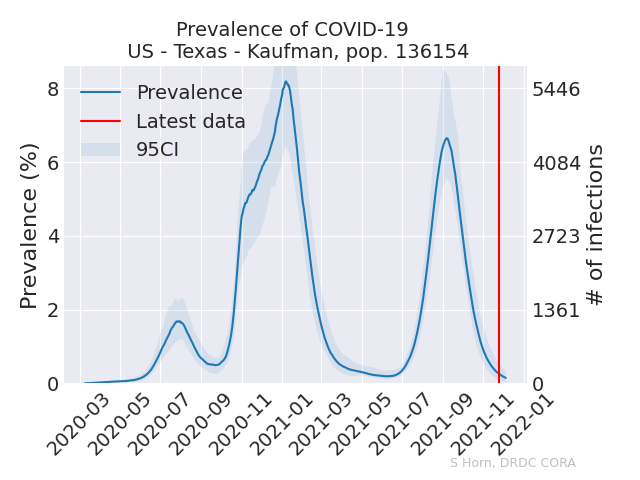 Prevalence of COVID-19
US - Texas - Kaufman, pop. 136154
Prevalence
Latest data
95CI
Prevalence (%)
8
6
4
2
0
5446
4084
2723
1361
0
# of infections
2020-03
2020-05
2020-07
2020-09
2020-11
2021-01
2021-03
2021-05
2021-07
2021-09
2021-11
2022-01
S Horn, DRDC CORA